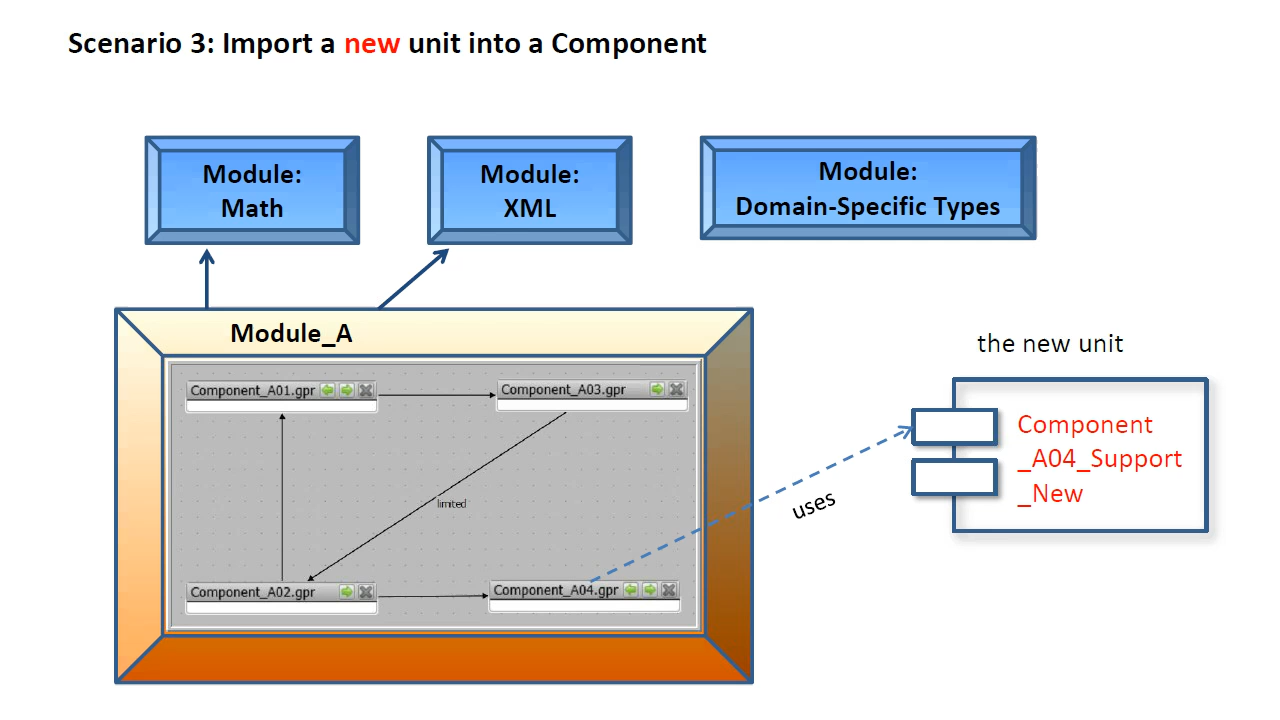 Scenario 3: Import a new unit into a Component
Module:
Math
Module:
XML
Module:
Domain-Specific Types
Module_A
the new unit
Component_A01.gpr
Component_A03.gpr
Component
_A04_Support
_New
limited
uses
Component_A02.gpr
Component_A04.gpr